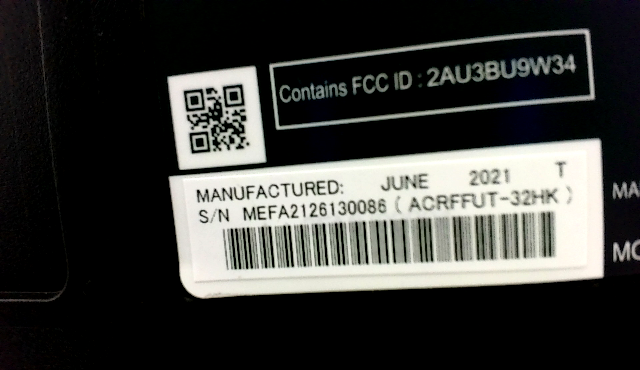 Contains FCC ID : 2AU3BU9W34
MANUFACTURED: JUNE 2021 T
S/N MEFA2126130086 ( ACRFFUT-32HK )